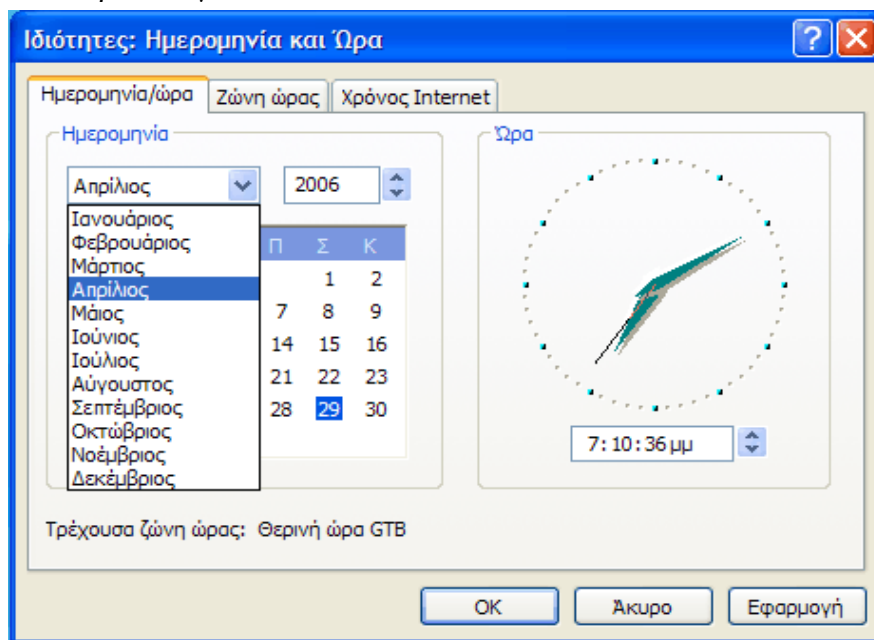 Ιδιότητες: Ημερομηνία και Ώρα
Ημερομηνία/ώρα Ζώνη ώρας Χρόνος Internet
Ημερομηνία
Απρίλιος 2006
Ιανουάριος
Φεβρουάριος
Μάρτιος
Απρίλιος
Μάιος
Ιούνιος
Ιούλιος
Αύγουστος
Σεπτέμβριος
Οκτώβριος
Νοέμβριος
Δεκέμβριος
Π Σ Κ
1 2
7 8 9
14 15 16
21 22 23
28 29 30
Ώρα
7:10:36 μμ
Τρέχουσα ζώνη ώρας: Θερινή ώρα GTB
OK Άκυρο Εφαρμογή